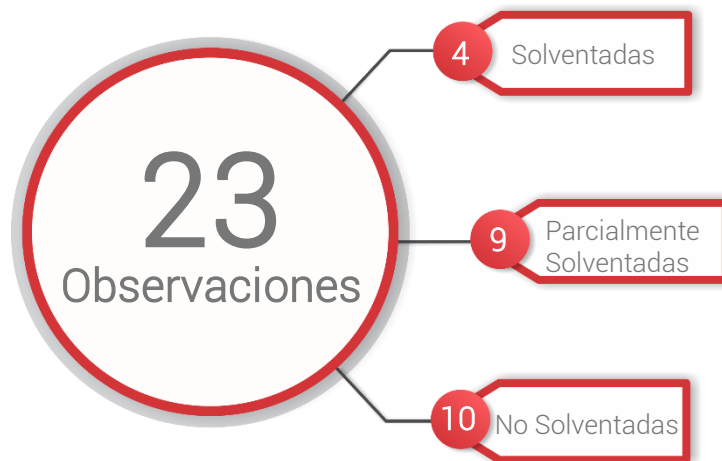 23
Observaciones
4
Solventadas
9
Parcialmente
Solventadas
10
No Solventadas